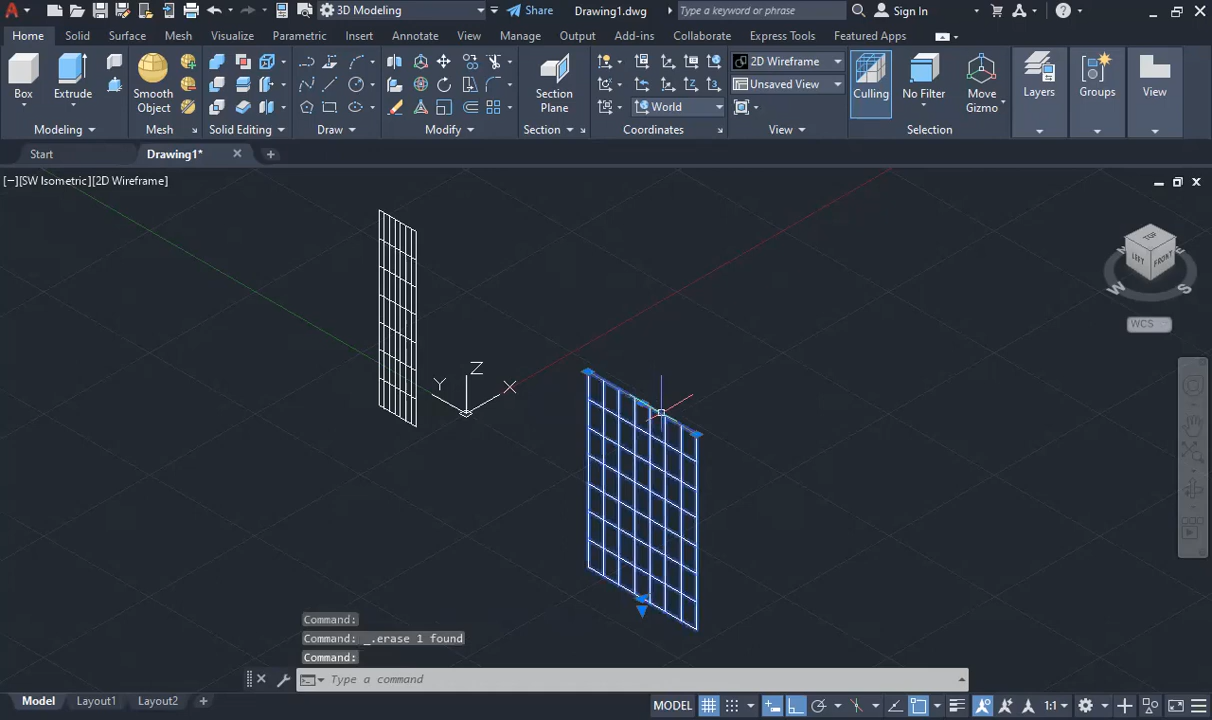 3D Modeling
Share
Drawing1.dwg
Type a keyword or phrase
Sign In
Home
Solid
Surface
Mesh
Visualize
Parametric
Insert
Annotate
View
Manage
Output
Add-ins
Collaborate
Express Tools
Featured Apps
Box
Extrude
Smooth
Object
Section
Plane
World
2D Wireframe
Unsaved View
Culling
No Filter
Move
Gizmo
Layers
Groups
View
Modeling
Mesh
Solid Editing
Draw
Modify
Section
Coordinates
View
Selection
Start
Drawing1*
[−][SW Isometric][2D Wireframe]
TOP
LEFT
FRONT
W
S
WCS
Z
Y
X
Command:
Command: _.erase 1 found
Command:
Type a command
Model
Layout1
Layout2
MODEL
1:1